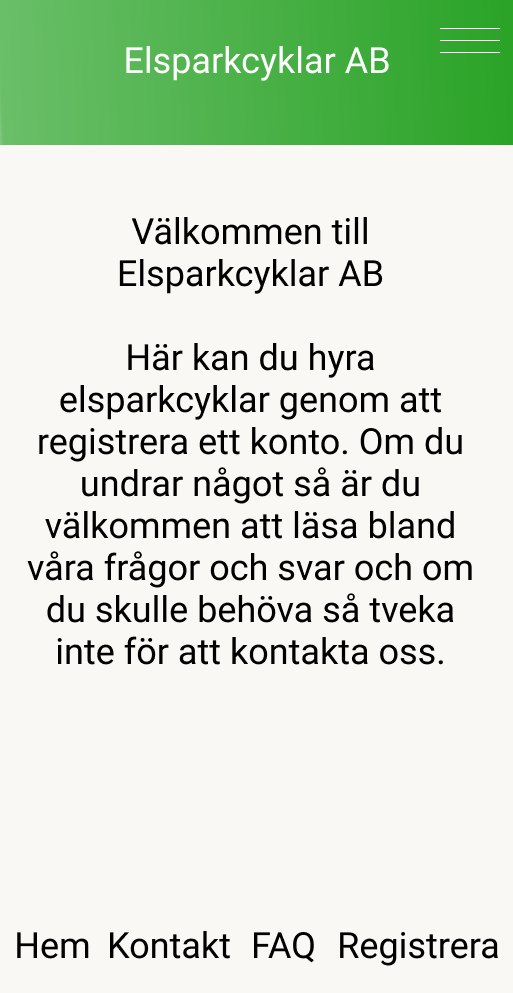 Elsparkcyklar AB
Välkommen till
Elsparkcyklar AB
Här kan du hyra
elsparkcyklar genom att
registrera ett konto. Om du
undrar något så är du
välkommen att läsa bland
våra frågor och svar och om
du skulle behöva så tveka
inte för att kontakta oss.
Hem Kontakt FAQ Registrera